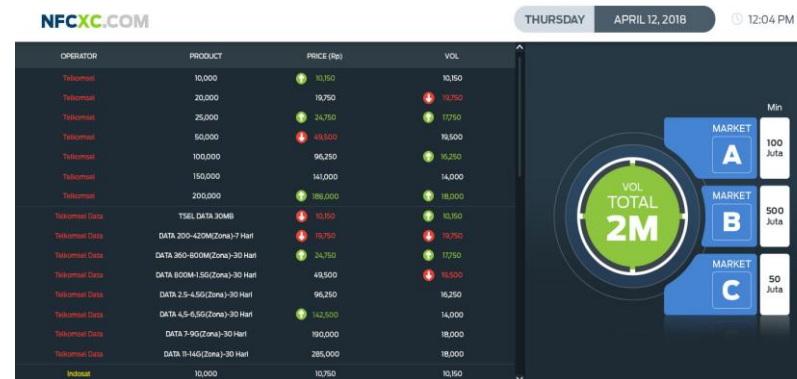 NFCXC.COM
THURSDAY APRIL 12, 2018 12:04 PM
OPERATOR PRODUCT PRICE (Rp) VOL
Telkomsel 10,000 10,150 10,150
Telkomsel 20,000 19,750 19,750
Telkomsel 25,000 24,750 17,750
Telkomsel 50,000 49,500 19,500
Telkomsel 100,000 96,250 16,250
Telkomsel 150,000 141,000 14,000
Telkomsel 200,000 188,000 18,000
Telkomsel Data TSEL DATA 30MB 10,150 10,150
Telkomsel Data DATA 200-420M(Zona)-7 Hari 19,750 19,750
Telkomsel Data DATA 360-800M(Zona)-30 Hari 24,750 17,750
Telkomsel Data DATA 800M-1.5G(Zona)-30 Hari 49,500 19,500
Telkomsel Data DATA 2.5-4.5G(Zona)-30 Hari 96,250 16,250
Telkomsel Data DATA 4,5-6,5G(Zona)-30 Hari 142,500 14,000
Telkomsel Data DATA 7-9G(Zona)-30 Hari 190,000 18,000
Telkomsel Data DATA 11-14G(Zona)-30 Hari 285,000 18,000
Indosat 10,000 10,750 10,150
VOL
TOTAL
2M
Min
MARKET
A
100
Juta
MARKET
B
500
Juta
MARKET
C
50
Juta